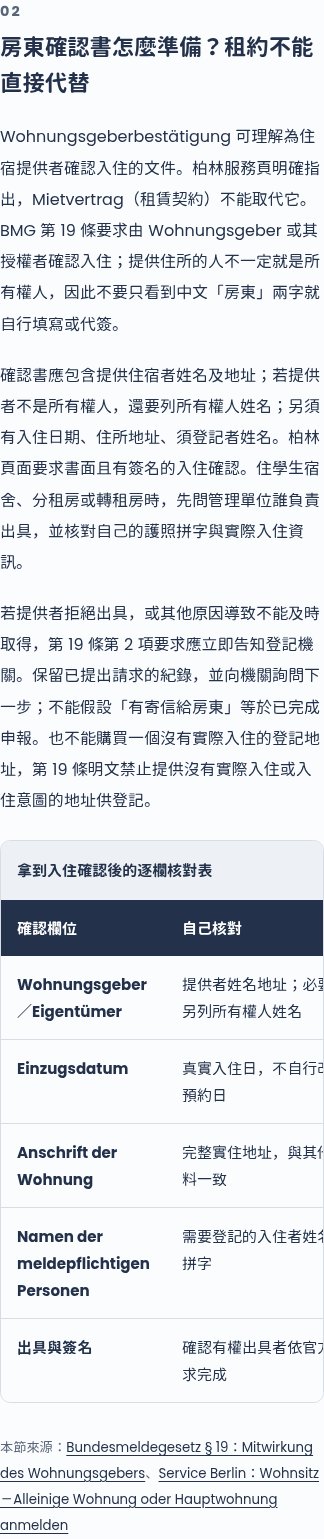 02
房東確認書怎麼準備？租約不能
直接代替
Wohnungsgeberbestätigung 可理解為住
宿提供者確認入住的文件。柏林服務頁明確指
出，Mietvertrag（租賃契約）不能取代它。
BMG 第 19 條要求由 Wohnungsgeber 或其
授權者確認入住；提供住所的人不一定就是所
有權人，因此不要只看到中文「房東」兩字就
自行填寫或代簽。
確認書應包含提供住宿者姓名及地址；若提供
者不是所有權人，還要列所有權人姓名；另須
有入住日期、住所地址、須登記者姓名。柏林
頁面要求書面且有簽名的入住確認。住學生宿
舍、分租房或轉租房時，先問管理單位誰負責
出具，並核對自己的護照拼字與實際入住資
訊。
若提供者拒絕出具，或其他原因導致不能及時
取得，第 19 條第 2 項要求應立即告知登記機
關。保留已提出請求的紀錄，並向機關詢問下
一步；不能假設「有寄信給房東」等於已完成
申報。也不能購買一個沒有實際入住的登記地
址，第 19 條明文禁止提供沒有實際入住或入
住意圖的地址供登記。
拿到入住確認後的逐欄核對表
確認欄位 自己核對
Wohnungsgeber 提供者姓名地址；必
／Eigentümer 另列所有權人姓名
Einzugsdatum 真實入住日，不自行
預約日
Anschrift der 完整實住地址，與其
Wohnung 料一致
Namen der 需要登記的入住者姓
meldepflichtigen 拼字
Personen
出具與簽名 確認有權出具者依官
求完成
本節來源：Bundesmeldegesetz § 19：Mitwirkung
des Wohnungsgebers、Service Berlin：Wohnsitz
－Alleinige Wohnung oder Hauptwohnung
anmelden